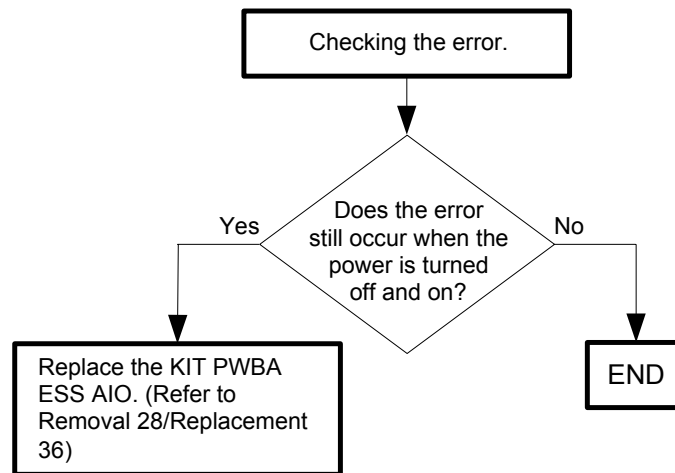 Checking the error.
Does the error
still occur when the
power is turned
off and on?
Yes
No
Replace the KIT PWBA
ESS AIO. (Refer to
Removal 28/Replacement
36)
END